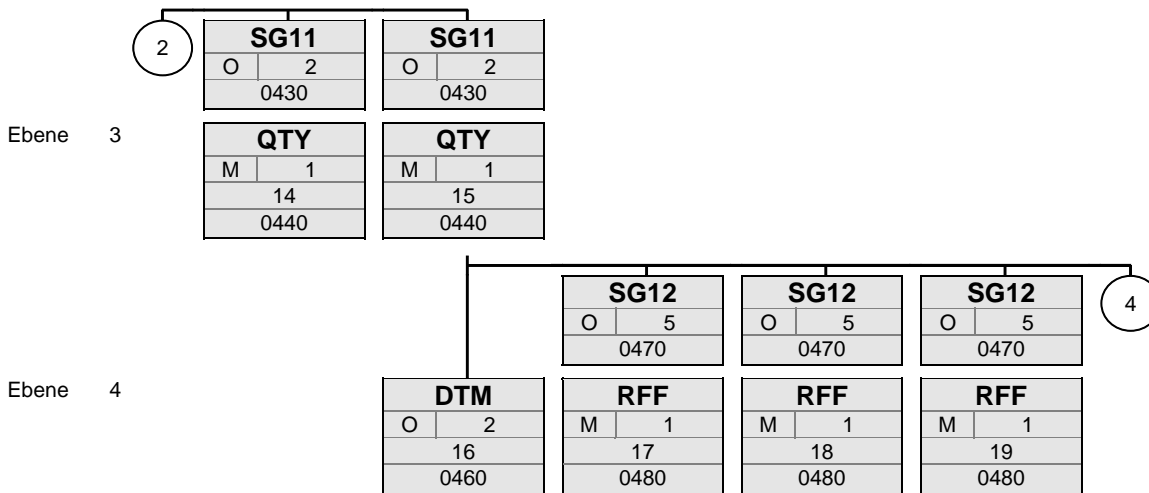 2
SG11 SG11
O 2 O 2
0430 0430
Ebene 3
QTY QTY
M 1 M 1
14 15
0440 0440
SG12 SG12 SG12
4
O 5 O 5 O 5
0470 0470 0470
Ebene 4
DTM RFF RFF RFF
O 2 M 1 M 1 M 1
16 17 18 19
0460 0480 0480 0480